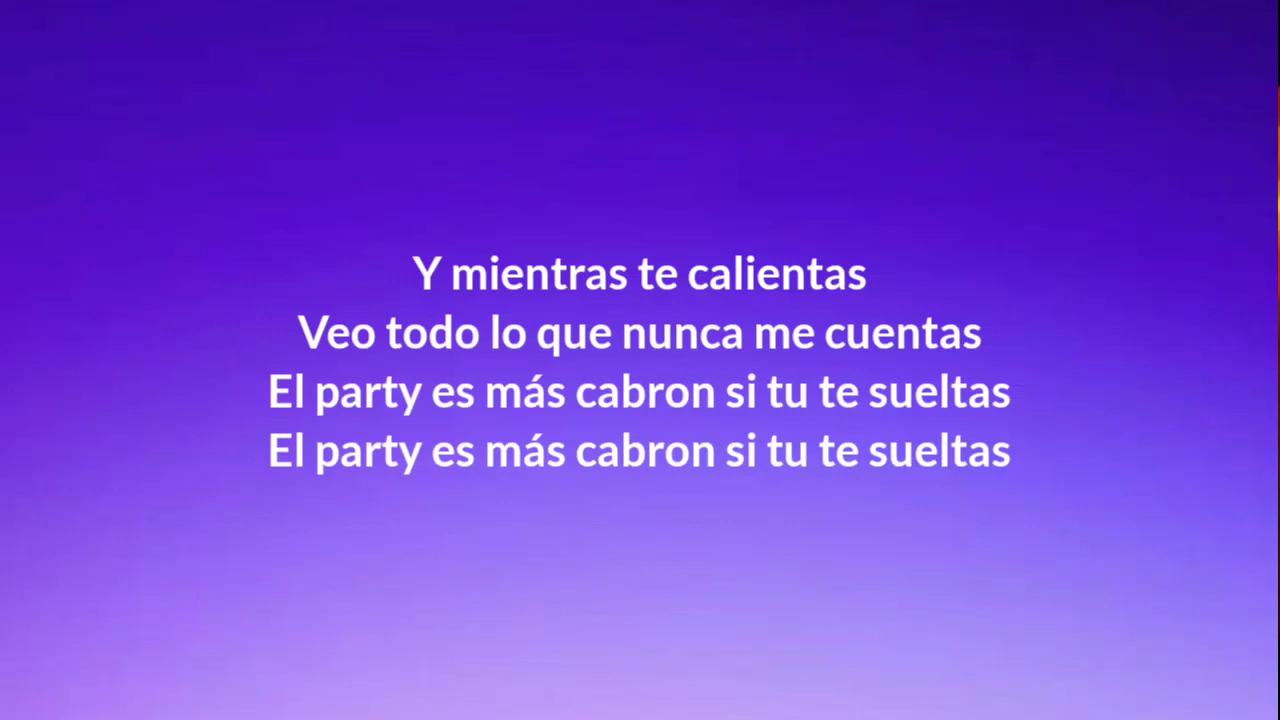 Y mientras te calientas
Veo todo lo que nunca me cuentas
El party es más cabron si tu te sueltas
El party es más cabron si tu te sueltas